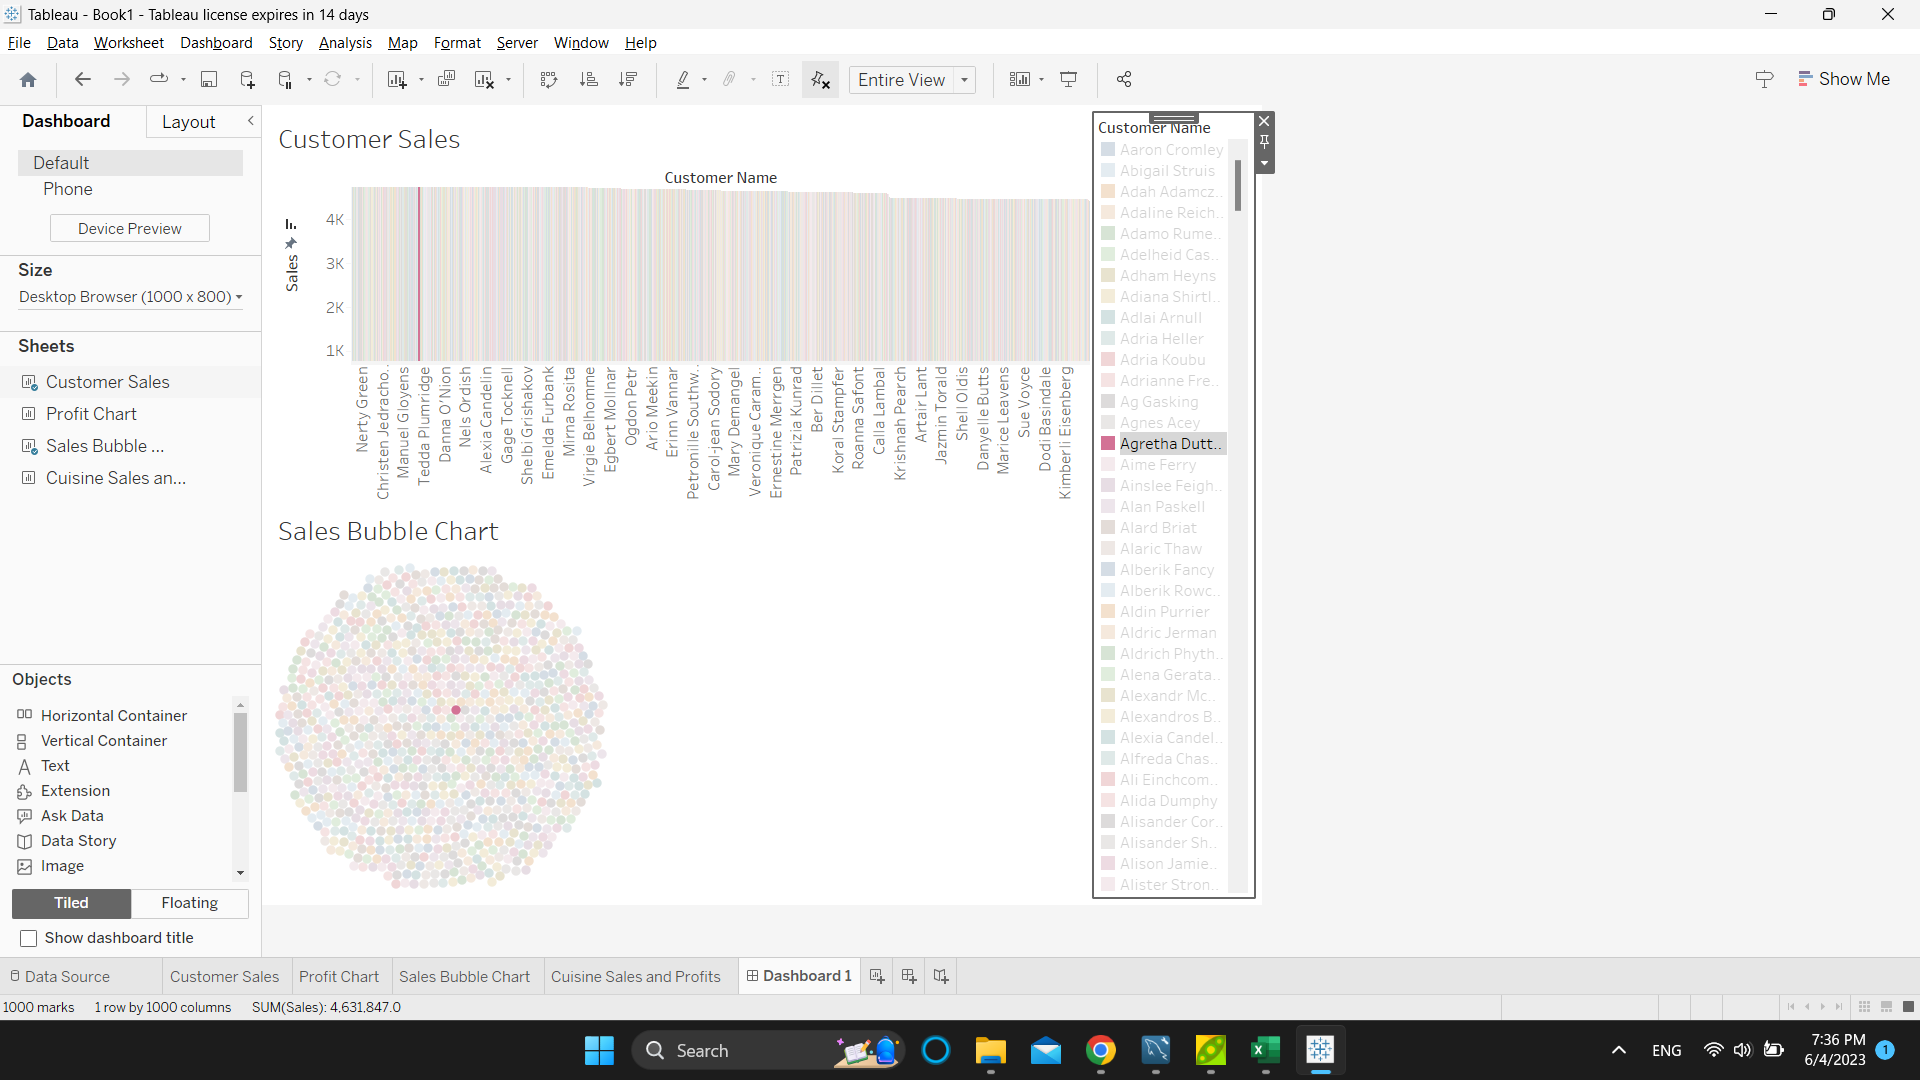 Tableau - Book1 - Tableau license expires in 14 days
File Data Worksheet Dashboard Story Analysis Map Format Server Window Help
Entire View
Show Me
Dashboard
Layout
Default
Phone
Device Preview
Size
Desktop Browser (1000 x 800)
Sheets
Customer Sales
Profit Chart
Sales Bubble ...
Cuisine Sales an...
Objects
Horizontal Container
Vertical Container
Text
Extension
Ask Data
Data Story
Image
Tiled
Floating
Show dashboard title
Customer Sales
Customer Name
Sales
4K
3K
2K
1K
Nerty Green
Christen Jedracho..
Manuel Gloyens
Tedda Plumridge
Danna O'Nion
Nels Ordish
Alexia Candelin
Gage Tocknell
Shelbi Grishakov
Emelda Furbank
Mirna Rosita
Virgie Belhomme
Egbert Mollnar
Ogdon Petr
Ario Meekin
Erinn Vannar
Petronille Southw..
Carol-jean Sodory
Mary Demangel
Veronique Caram..
Ernestine Merrgen
Patrizia Kunrad
Ber Dillet
Koral Stampfer
Roanna Safont
Calla Lambal
Krishnah Pearch
Artair Lant
Jazmin Torald
Shell Oldis
Danyelle Butts
Marice Leavens
Sue Voyce
Dodi Basindale
Kimberli Eisenberg
Sales Bubble Chart
Customer Name
Aaron Cromley
Abigail Struis
Adah Adamcz..
Adaline Reich..
Adamo Rume..
Adelheid Cas..
Adham Heyns
Adiana Shirtl..
Adlai Arnull
Adria Heller
Adria Koubu
Adrianne Fre..
Ag Gasking
Agnes Acey
Agretha Dutt..
Aime Ferry
Ainslee Feigh..
Alan Paskell
Alard Briat
Alaric Thaw
Alberik Fancy
Alberik Rowc..
Aldin Purrier
Aldric Jerman
Aldrich Phyth..
Alena Gerata..
Alexandr Mc..
Alexandros B..
Alexia Candel..
Alfreda Chas..
Ali Einchcom..
Alida Dumphy
Alisander Cor..
Alisander Sh..
Alison Jamie..
Alister Stron..
Data Source
Customer Sales
Profit Chart
Sales Bubble Chart
Cuisine Sales and Profits
Dashboard 1
1000 marks 1 row by 1000 columns SUM(Sales): 4,631,847.0
Search
ENG
7:36 PM
6/4/2023
1